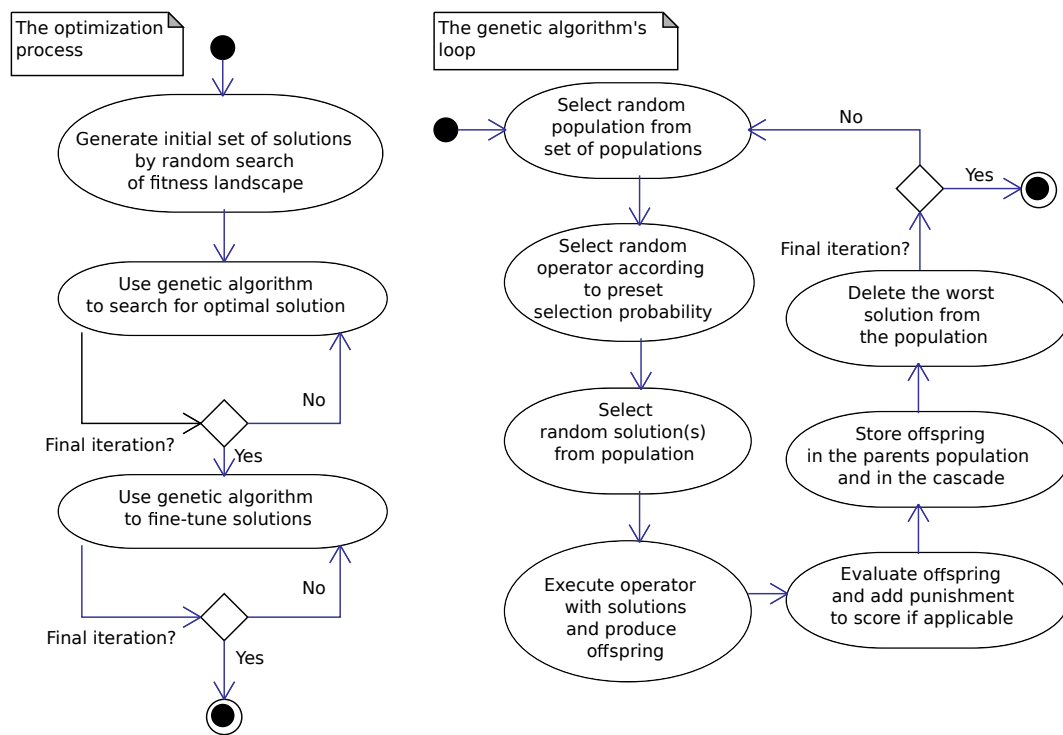 The optimization
process
Generate initial set of solutions
by random search
of fitness landscape
Use genetic algorithm
to search for optimal solution
No
Final iteration?
Yes
Use genetic algorithm
to fine-tune solutions
No
Final iteration?
Yes
The genetic algorithm's
loop
Select random
population from
set of populations
Select random
operator according
to preset
selection probability
Select
random solution(s)
from population
Execute operator
with solutions
and produce
offspring
Evaluate offspring
and add punishment
to score if applicable
Store offspring
in the parents population
and in the cascade
Delete the worst
solution from
the population
Final iteration?
No
Yes